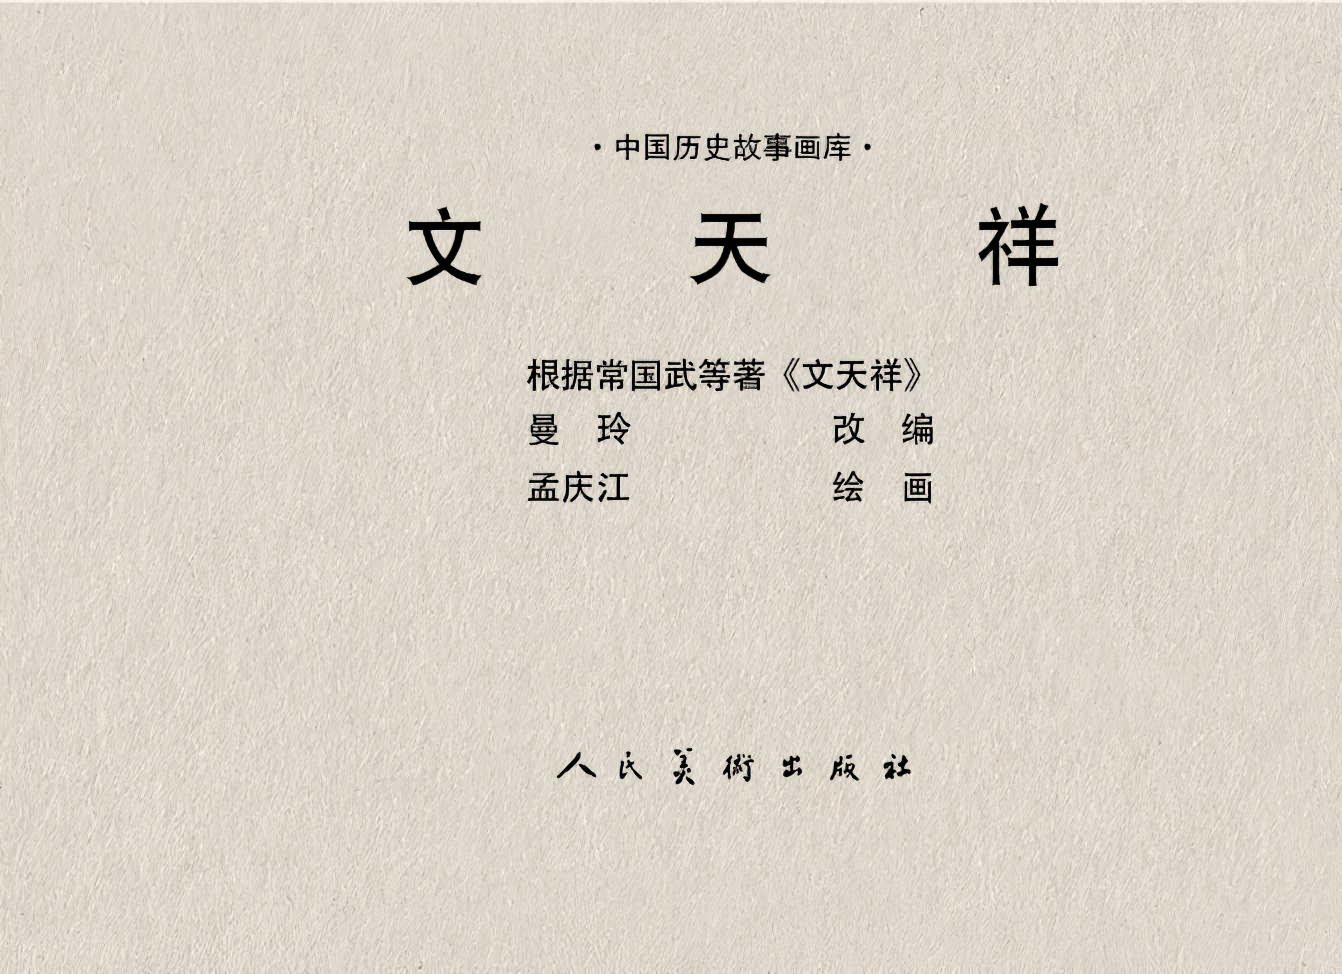 ·中国历史故事画库·
文天祥
根据常国武等著《文天祥》
曼玲 改编
孟庆江 绘画
人民美術出版社